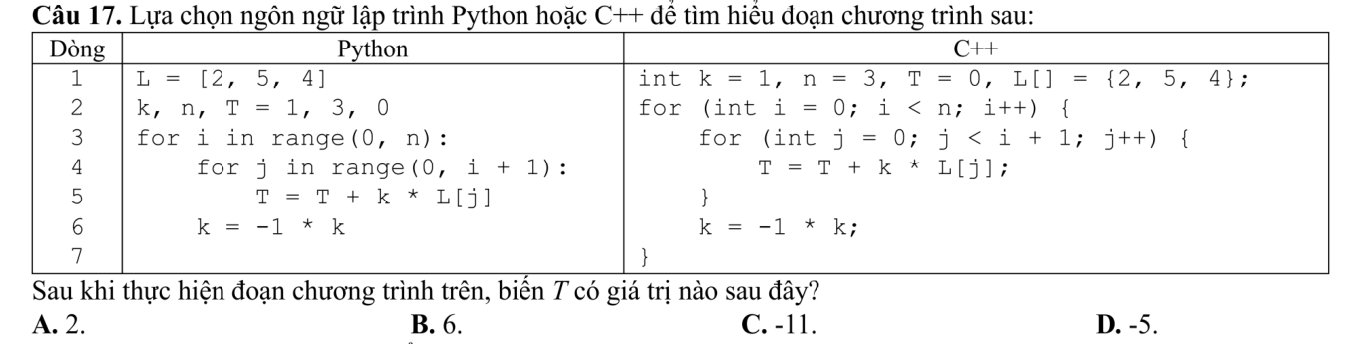 Câu 17. Lựa chọn ngôn ngữ lập trình Python hoặc C++ để tìm hiểu đoạn chương trình sau:
Dòng Python C++
1 L = [2, 5, 4] int k = 1, n = 3, T = 0, L[] = {2, 5, 4};
2 k, n, T = 1, 3, 0 for (int i = 0; i < n; i++) {
3 for i in range(0, n): for (int j = 0; j < i + 1; j++) {
4 for j in range(0, i + 1): T = T + k * L[j];
5 T = T + k * L[j] }
6 k = -1 * k k = -1 * k;
7 }
Sau khi thực hiện đoạn chương trình trên, biến T có giá trị nào sau đây?
A. 2. B. 6. C. -11. D. -5.